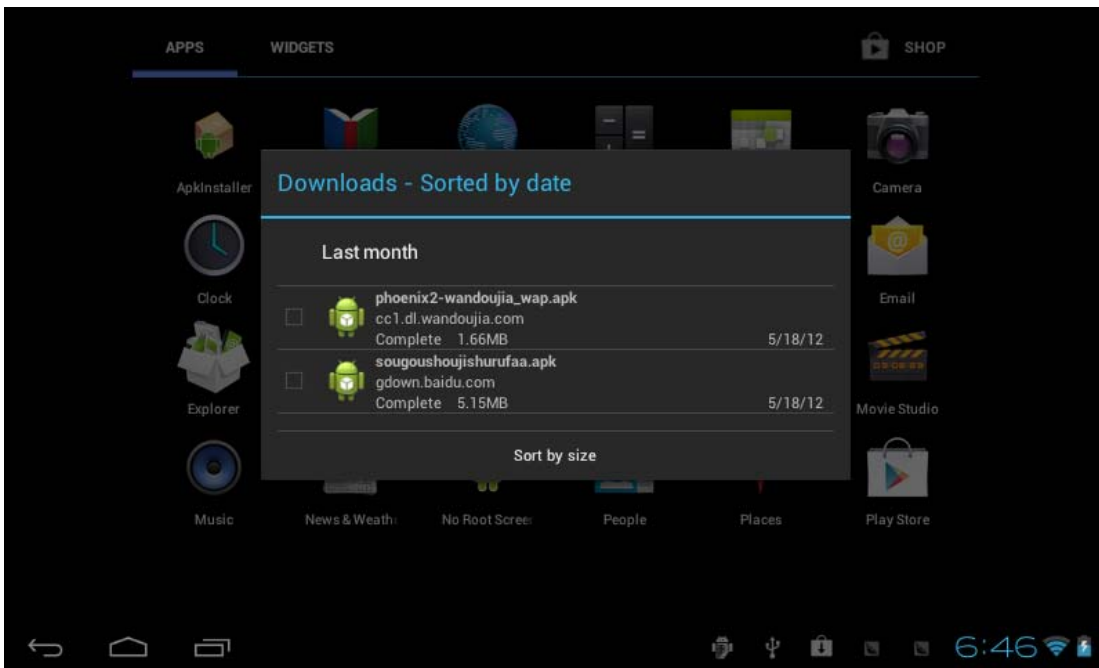 APPS WIDGETS SHOP
ApkInstaller Camera
Downloads - Sorted by date
Last month
phoenix2-wandoujia_wap.apk
cc1.dl.wandoujia.com
Complete 1.66MB 5/18/12
sougoushoujishurufaa.apk
gdown.baidu.com
Complete 5.15MB 5/18/12
Sort by size
Clock Email
Explorer Movie Studio
Music News & Weath No Root Scree People Places Play Store
6:46